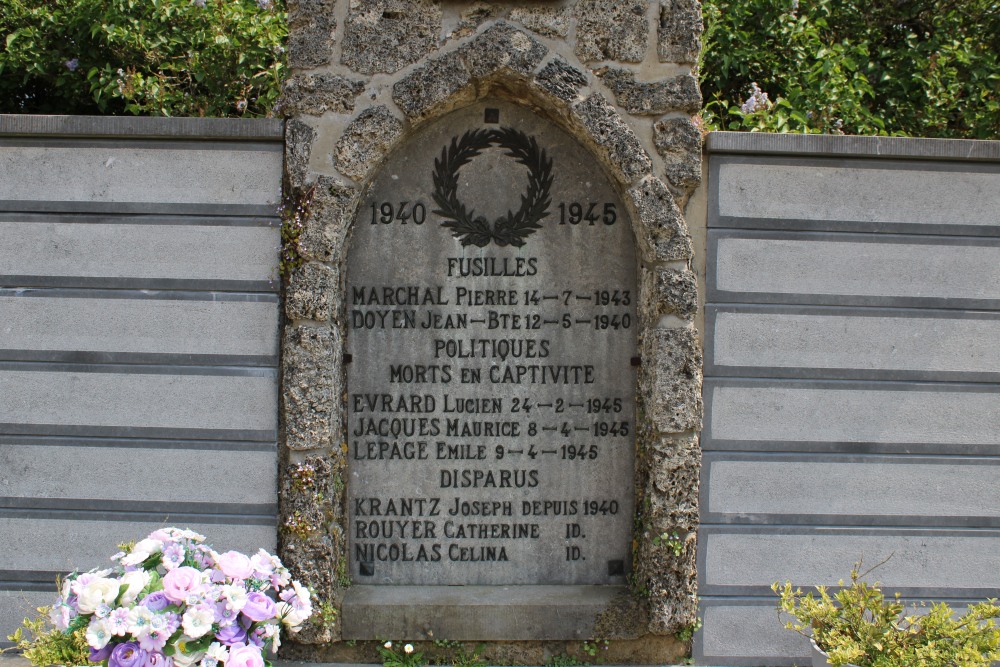 1940 1945
FUSILLES
MARCHAL PIERRE 14-7-1943
DOYEN JEAN-BTE 12-5-1940
POLITIQUES
MORTS EN CAPTIVITE
EVRARD LUCIEN 24-2-1945
JACQUES MAURICE 8-4-1945
LEPAGE EMILE 9-4-1945
DISPARUS
KRANTZ JOSEPH DEPUIS 1940
ROUYER CATHERINE ID.
NICOLAS CELINA ID.